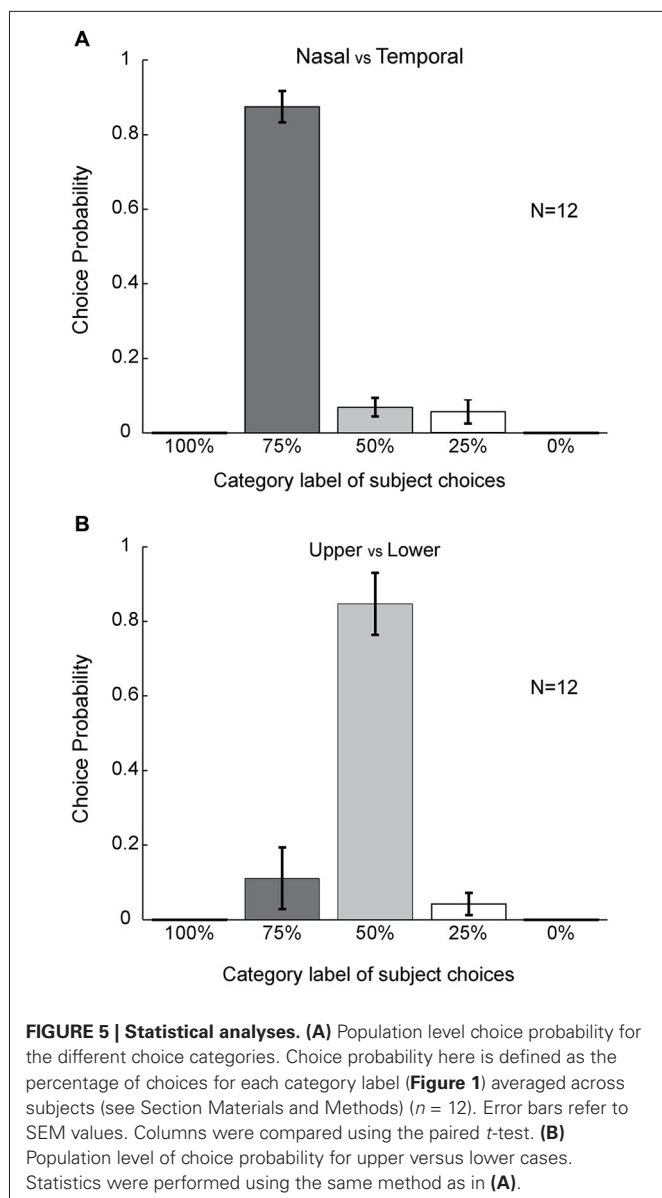 A
Nasal vs Temporal
1
0.8
0.6
0.4
0.2
0
Choice Probability
N=12
100% 75% 50% 25% 0%
Category label of subject choices
B
Upper vs Lower
1
0.8
0.6
0.4
0.2
0
Choice Probability
N=12
100% 75% 50% 25% 0%
Category label of subject choices
FIGURE 5 | Statistical analyses. (A) Population level choice probability for
the different choice categories. Choice probability here is defined as the
percentage of choices for each category label (Figure 1) averaged across
subjects (see Section Materials and Methods) (n = 12). Error bars refer to
SEM values. Columns were compared using the paired t-test. (B)
Population level of choice probability for upper versus lower cases.
Statistics were performed using the same method as in (A).